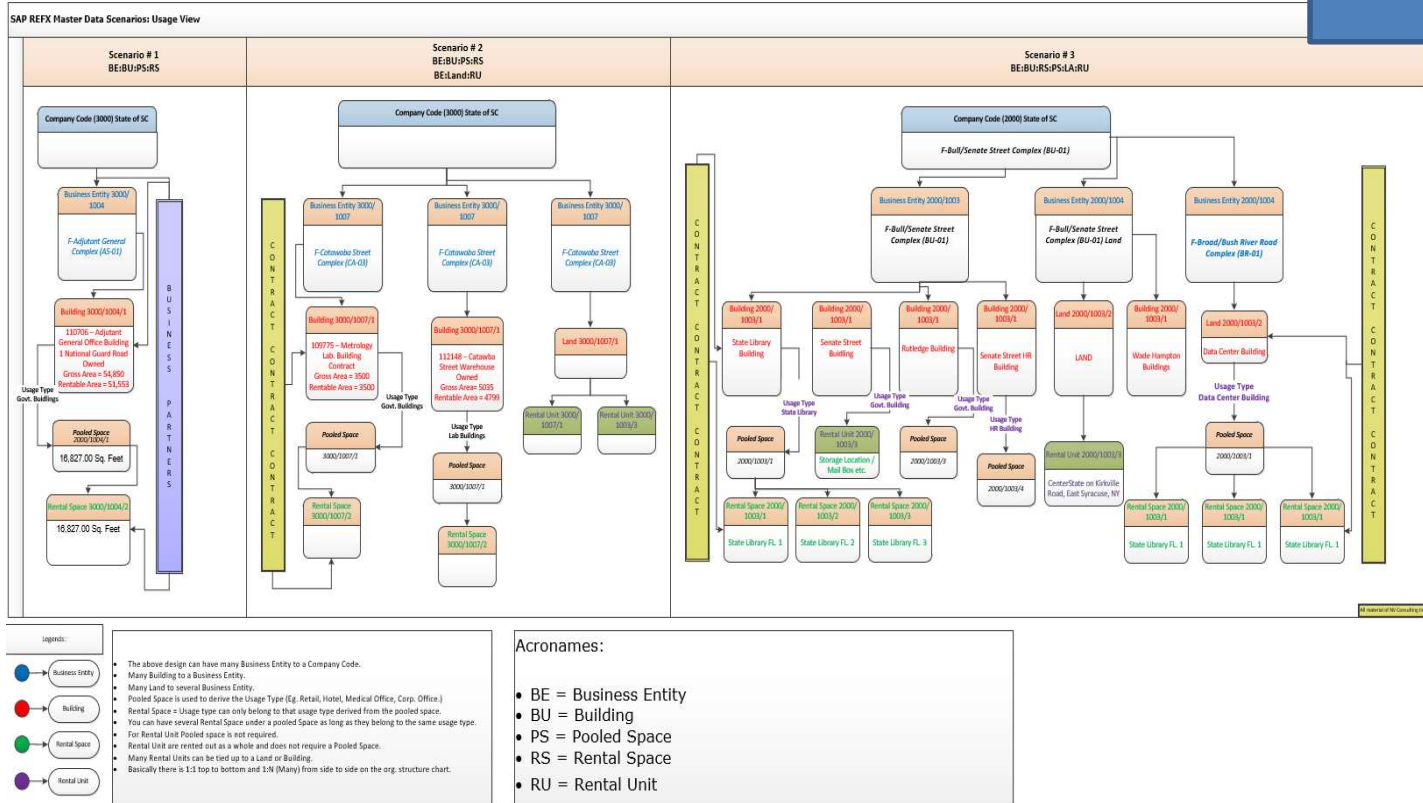 SAP REFX Master Data Scenarios: Usage View
Scenario # 1
BE:BU:PS:RS
Scenario # 2
BE:BU:PS:RS
BE:Land:RU
Scenario # 3
BE:BU:RS:PS:LA:RU
Company Code (3000) State of SC
Business Entity 3000/
1004
F-Adjutant General
Complex (AS-01)
Building 3000/1004/1
110706 – Adjutant
General Office Building
1 National Guard Road
Owned
Gross Area = 54,850
Rentable Area = 51,553
Usage Type
Govt. Buidlings
Pooled Space
2000/1004/1
16,827.00 Sq. Feet
Rental Space 3000/1004/2
16,827.00 Sq. Feet
BUSINESS PARTNERS
Company Code (3000) State of SC
CONTRACT CONTRACT
Business Entity 3000/
1007
F-Catawaba Street
Complex (CA-03)
Business Entity 3000/
1007
F-Catawaba Street
Complex (CA-03)
Business Entity 3000/
1007
F-Catawaba Street
Complex (CA-03)
Building 3000/1007/1
109775 – Metrology
Lab. Building
Contract
Gross Area = 3500
Rentable Area = 3500
Usage Type
Govt. Buildings
Building 3000/1007/1
112148 – Catawba
Street Warehouse
Owned
Gross Area= 5035
Rentable Area = 4799
Usage Type
Lab Buildings
Land 3000/1007/1
Rental Unit 3000/
1007/1
Rental Unit 3000/
1003/3
Pooled Space
3000/1007/1
Pooled Space
3000/1007/1
Rental Space
3000/1007/2
Rental Space
3000/1007/2
Company Code (2000) State of SC
F-Bull/Senate Street Complex (BU-01)
CONTRACT CONTRACT
Business Entity 2000/1003
F-Bull/Senate Street
Complex (BU-01)
Business Entity 2000/1004
F-Bull/Senate Street
Complex (BU-01) Land
Business Entity 2000/1004
F-Broad/Bush River Road
Complex (BR-01)
CONTRACT CONTRACT
Building 2000/
1003/1
State Library
Building
Building 2000/
1003/1
Senate Street
Buidling
Building 2000/
1003/1
Rutledge Building
Building 2000/
1003/1
Senate Street HR
Building
Land 2000/1003/2
LAND
Building 2000/
1003/1
Wade Hampton
Buildings
Land 2000/1003/2
Data Center Building
Usage Type
State Library
Usage Type
Govt. Building
Usage Type
Govt. Building
Usage Type
HR Building
Usage Type
Data Center Building
Pooled Space
2000/1003/1
Rental Unit 2000/
1003/3
Storage Location /
Mail Box etc.
Pooled Space
2000/1003/3
Pooled Space
2000/1003/4
Rental Unit 2000/1003/3
CenterState on Kirkville
Road, East Syracuse, NY
Pooled Space
2000/1003/1
Rental Space 2000/
1003/1
State Library FL. 1
Rental Space 2000/
1003/2
State Library FL. 2
Rental Space 2000/
1003/3
State Library FL. 3
Rental Space 2000/
1003/1
State Library FL. 1
Rental Space 2000/
1003/1
State Library FL. 1
Rental Space 2000/
1003/1
State Library FL. 1
All material of NV Consulting
Legends:
Business Entity
Building
Rental Space
Rental Unit
• The above design can have many Business Entity to a Company Code.
• Many Building to a Business Entity.
• Many Land to several Business Entity.
• Pooled Space is used to derive the Usage Type (Eg. Retail, Hotel, Medical Office, Corp. Office.)
• Rental Space = Usage type can only belong to that usage type derived from the pooled space.
• You can have several Rental Space under a pooled Space as long as they belong to the same usage type.
• For Rental Unit Pooled space is not required.
• Rental Unit are rented out as a whole and does not require a Pooled Space.
• Many Rental Units can be tied up to a Land or Building.
• Basically there is 1:1 top to bottom and 1:N (Many) from side to side on the org. structure chart.
Acronames:
• BE = Business Entity
• BU = Building
• PS = Pooled Space
• RS = Rental Space
• RU = Rental Unit